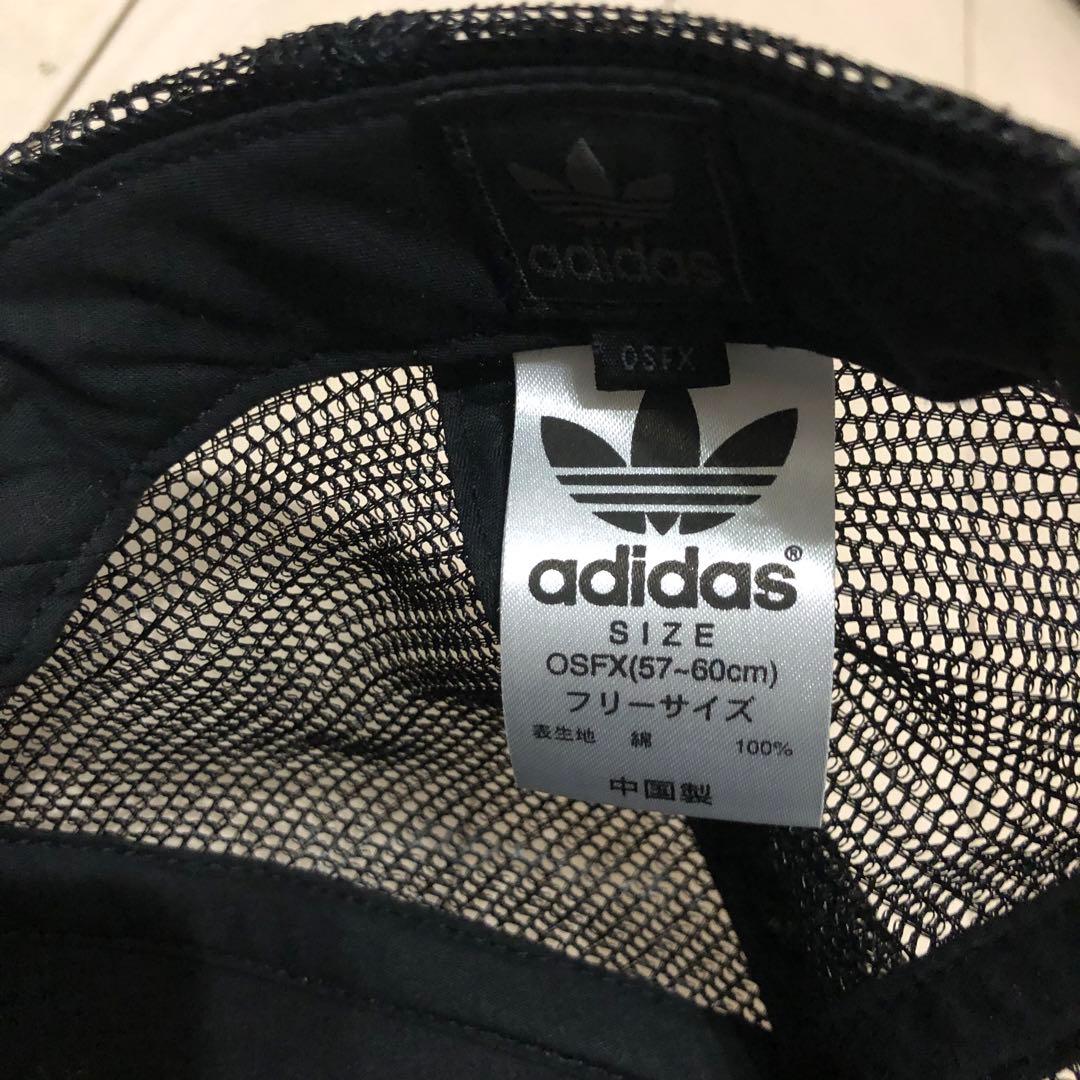 adidas
OSFX
adidas®
SIZE
OSFX(57~60cm)
フリーサイズ
表生地 綿 100%
中国製